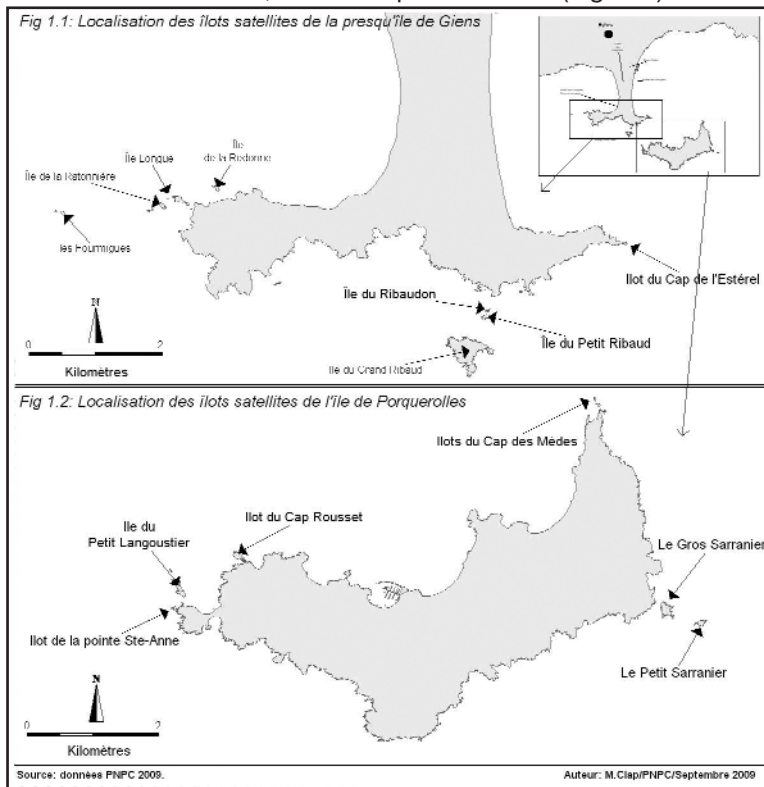 Fig 1.1: Localisation des îlots satellites de la presqu'île de Giens
Île
de la Redonne
Île Longue
Île de la Ratonnière
les Fourmigues
Ilot du Cap de l'Estérel
Île du Ribaudon
Île du Petit Ribaud
Île du Grand Ribaud
N
0 2
Kilomètres
Fig 1.2: Localisation des îlots satellites de l'île de Porquerolles
Ilots du Cap des Mèdes
Ilot du Cap Rousset
Ile du
Petit Langoustier
Le Gros Sarranier
Ilot de la pointe Ste-Anne
Le Petit Sarranier
N
0 2
Kilomètres
Source: données PNPC 2009.
Auteur: M.Clap/PNPC/Septembre 2009